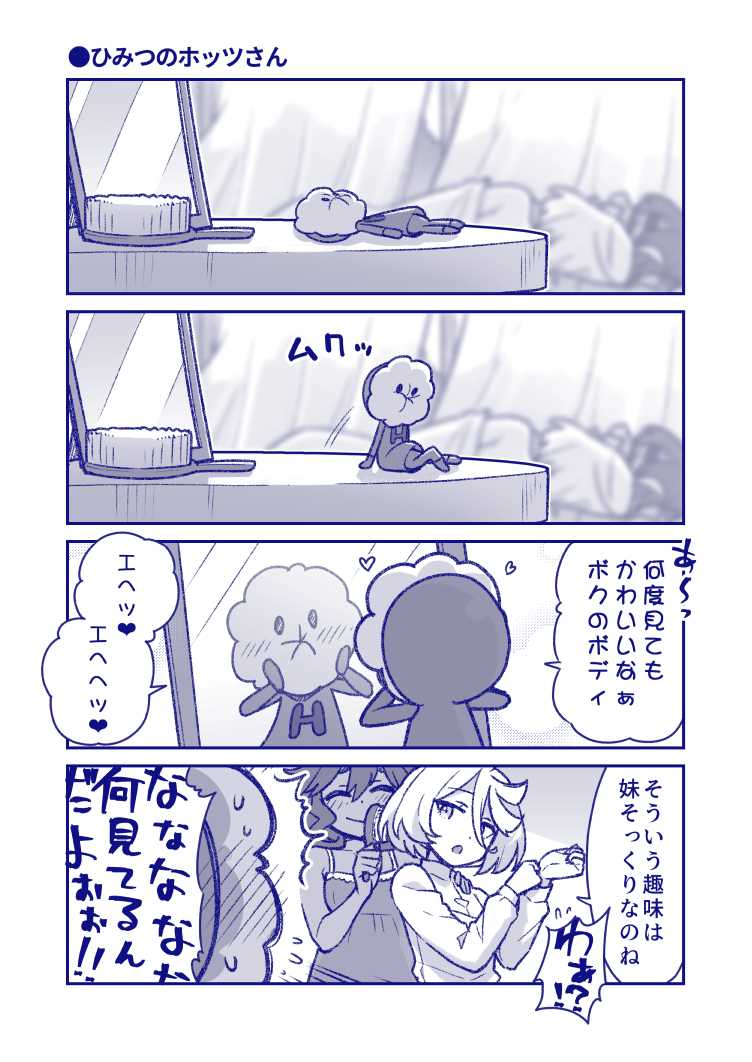 ●ひみつのホッツさん
ムクッ
あ～っ
何度見ても
かわいいなぁ
ボクのボディ
エヘッ♥
エヘヘッ♥
H
そういう趣味は
妹そっくりなのね
わぁ!?
なななな
何見てるん
だよぉぉ!!